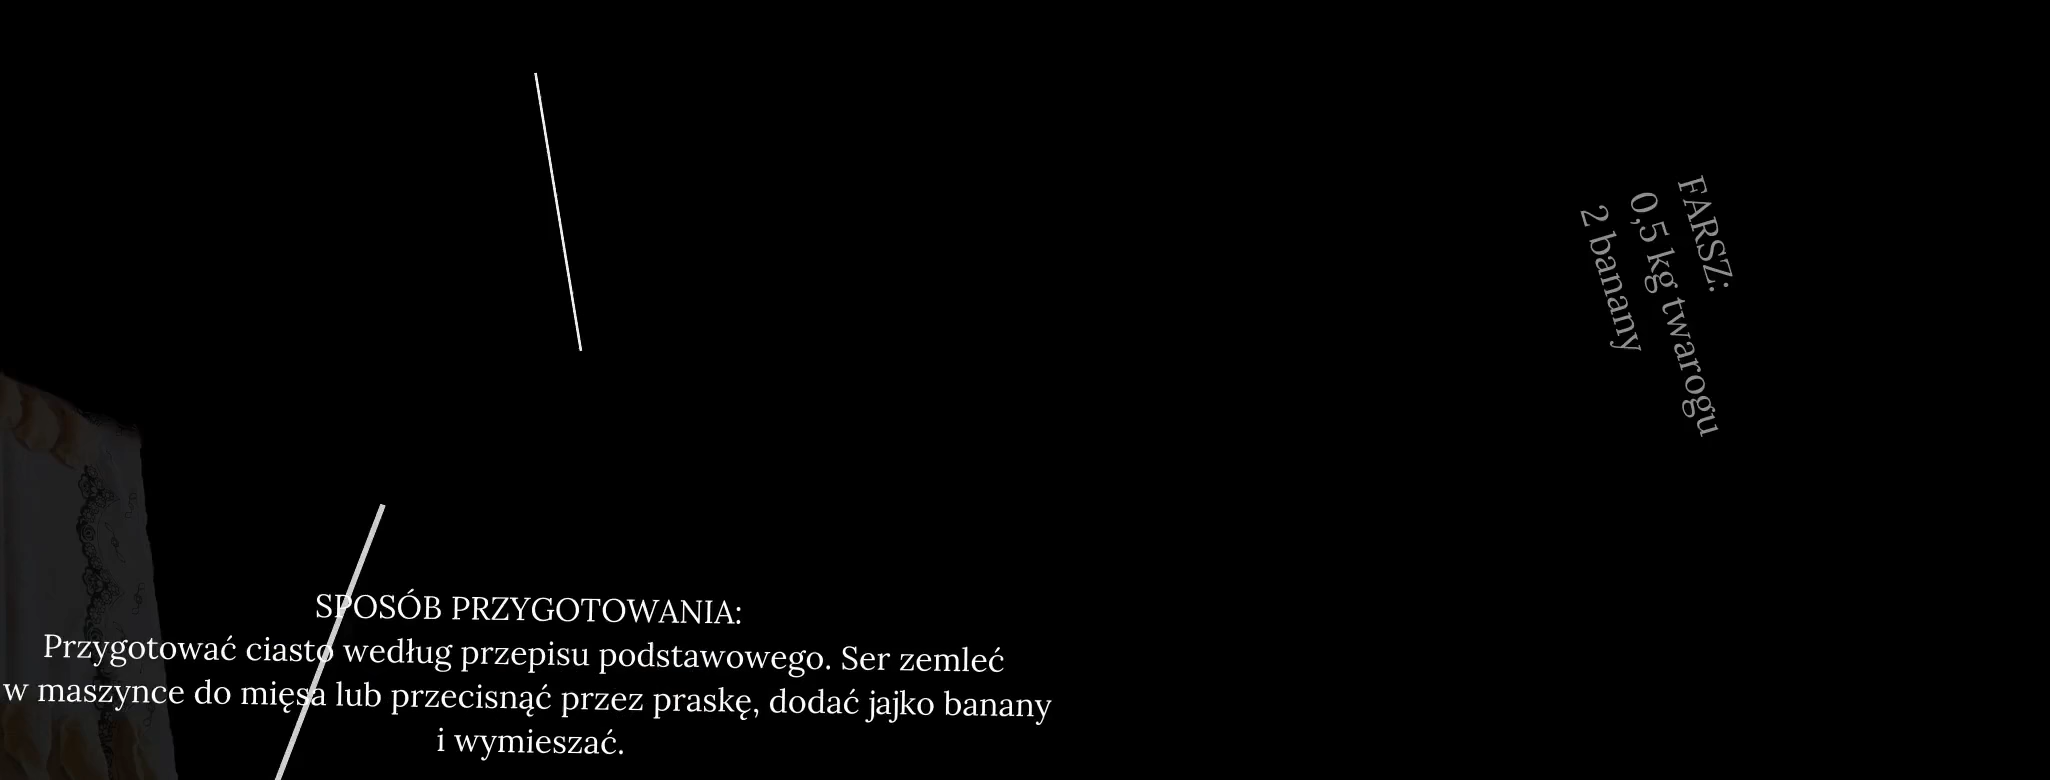 FARSZ:
0,5 kg twarogu
2 banany
SPOSÓB PRZYGOTOWANIA:
Przygotować ciasto według przepisu podstawowego. Ser zemleć
w maszynce do mięsa lub przecisnąć przez praskę, dodać jajko banany
i wymieszać.